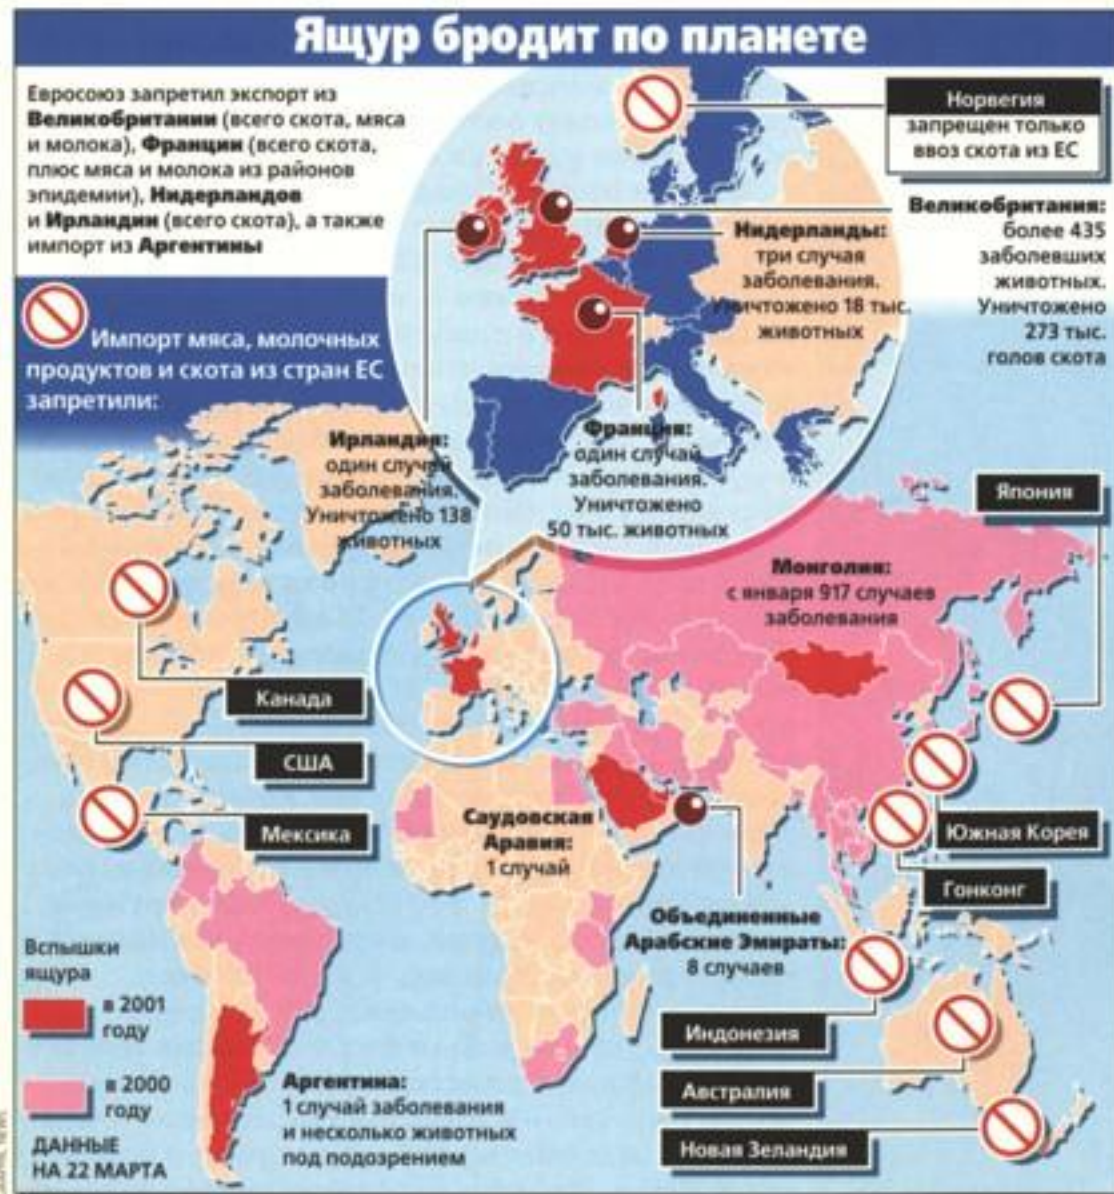 Ящур бродит по планете
Евросоюз запретил экспорт из
Великобритании (всего скота, мяса
и молока), Франции (всего скота,
плюс мяса и молока из районов
эпидемии), Нидерландов
и Ирландии (всего скота), а также
импорт из Аргентины
Норвегия
запрещен только
ввоз скота из ЕС
Великобритания:
более 435
заболевших
животных.
Уничтожено
273 тыс.
голов скота
Нидерланды:
три случая
заболевания.
Уничтожено 18 тыс.
животных
Импорт мяса, молочных
продуктов и скота из стран ЕС
запретили:
Ирландия:
один случай
заболевания.
Уничтожено 138
животных
Франция:
один случай
заболевания.
Уничтожено
50 тыс. животных
Япония
Монголия:
с января 917 случаев
заболевания
Канада
США
Мексика
Саудовская
Аравия:
1 случай
Южная Корея
Гонконг
Объединенные
Арабские Эмираты:
8 случаев
Индонезия
Австралия
Новая Зеландия
Вспышки
ящура
в 2001
году
в 2000
году
ДАННЫЕ
НА 22 МАРТА
Аргентина:
1 случай заболевания
и несколько животных
под подозрением